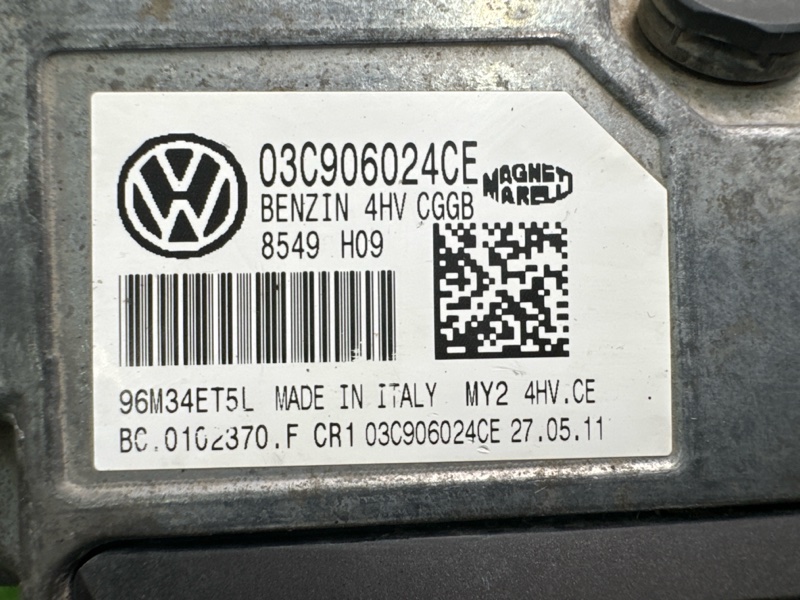 03C906024CE
MAGNETI
MARELLI
BENZIN 4HV CGGB
8549 H09
96M34ET5L MADE IN ITALY MY2 4HV.CE
BC.0102370.F CR1 03C906024CE 27.05.11